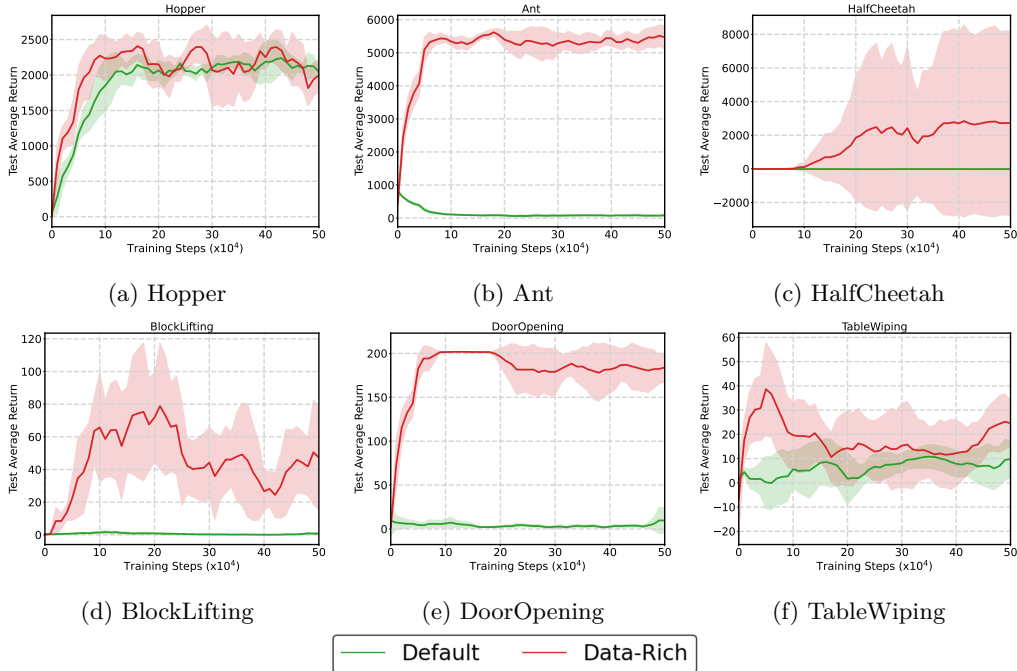 Hopper
Test Average Return
2500
2000
1500
1000
500
0
0 10 20 30 40 50
Training Steps (x10⁴)
(a) Hopper
Ant
Test Average Return
6000
5000
4000
3000
2000
1000
0
0 10 20 30 40 50
Training Steps (x10⁴)
(b) Ant
HalfCheetah
Test Average Return
8000
6000
4000
2000
0
−2000
0 10 20 30 40 50
Training Steps (x10⁴)
(c) HalfCheetah
BlockLifting
Test Average Return
120
100
80
60
40
20
0
0 10 20 30 40 50
Training Steps (x10⁴)
(d) BlockLifting
DoorOpening
Test Average Return
200
150
100
50
0
0 10 20 30 40 50
Training Steps (x10⁴)
(e) DoorOpening
TableWiping
Test Average Return
60
50
40
30
20
10
0
−10
−20
0 10 20 30 40 50
Training Steps (x10⁴)
(f) TableWiping
Default Data-Rich